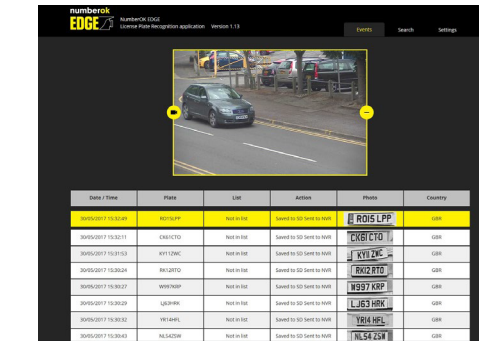 numberok
EDGE
NumberOK EDGE
License Plate Recognition application Version 1.13
Events Search Settings
Date / Time Plate List Action Photo Country
30/05/2017 15:32:49 RO15LPP Not in list Saved to SD Sent to NVR RO15 LPP GBR
30/05/2017 15:32:11 CK61CTO Not in list Saved to SD Sent to NVR CK61 CTO GBR
30/05/2017 15:31:53 KY11ZWC Not in list Saved to SD Sent to NVR KY11 ZWC GBR
30/05/2017 15:30:24 RK12RTO Not in list Saved to SD Sent to NVR RK12 RTO GBR
30/05/2017 15:30:27 W997KRP Not in list Saved to SD Sent to NVR W997 KRP GBR
30/05/2017 15:30:29 LJ63HRK Not in list Saved to SD Sent to NVR LJ63 HRK GBR
30/05/2017 15:30:32 YR14HFL Not in list Saved to SD Sent to NVR YR14 HFL GBR
30/05/2017 15:30:43 NL54ZSW Not in list Saved to SD Sent to NVR NL54 ZSW GBR